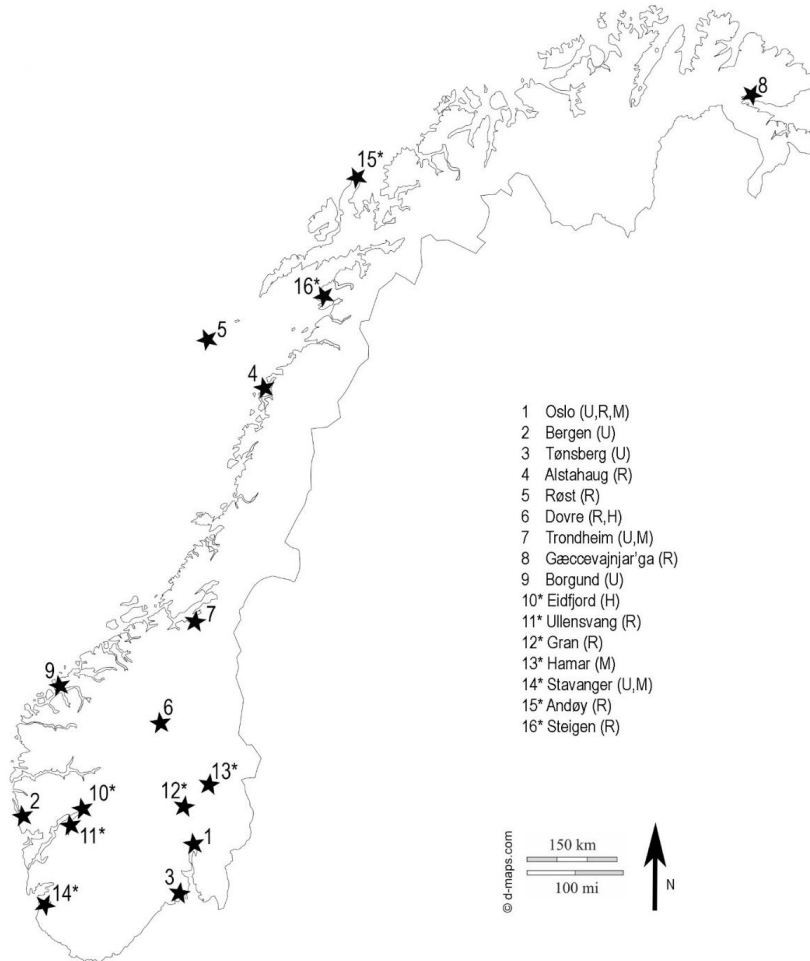 8
15*
16*
5
4
1 Oslo (U,R,M)
2 Bergen (U)
3 Tønsberg (U)
4 Alstahaug (R)
5 Røst (R)
6 Dovre (R,H)
7 Trondheim (U,M)
8 Gæccevajnjar'ga (R)
9 Borgund (U)
10* Eidfjord (H)
11* Ullensvang (R)
12* Gran (R)
13* Hamar (M)
14* Stavanger (U,M)
15* Andøy (R)
16* Steigen (R)
7
9
6
13*
12*
10*
2
11*
1
3
14*
150 km
100 mi
N
© d-maps.com